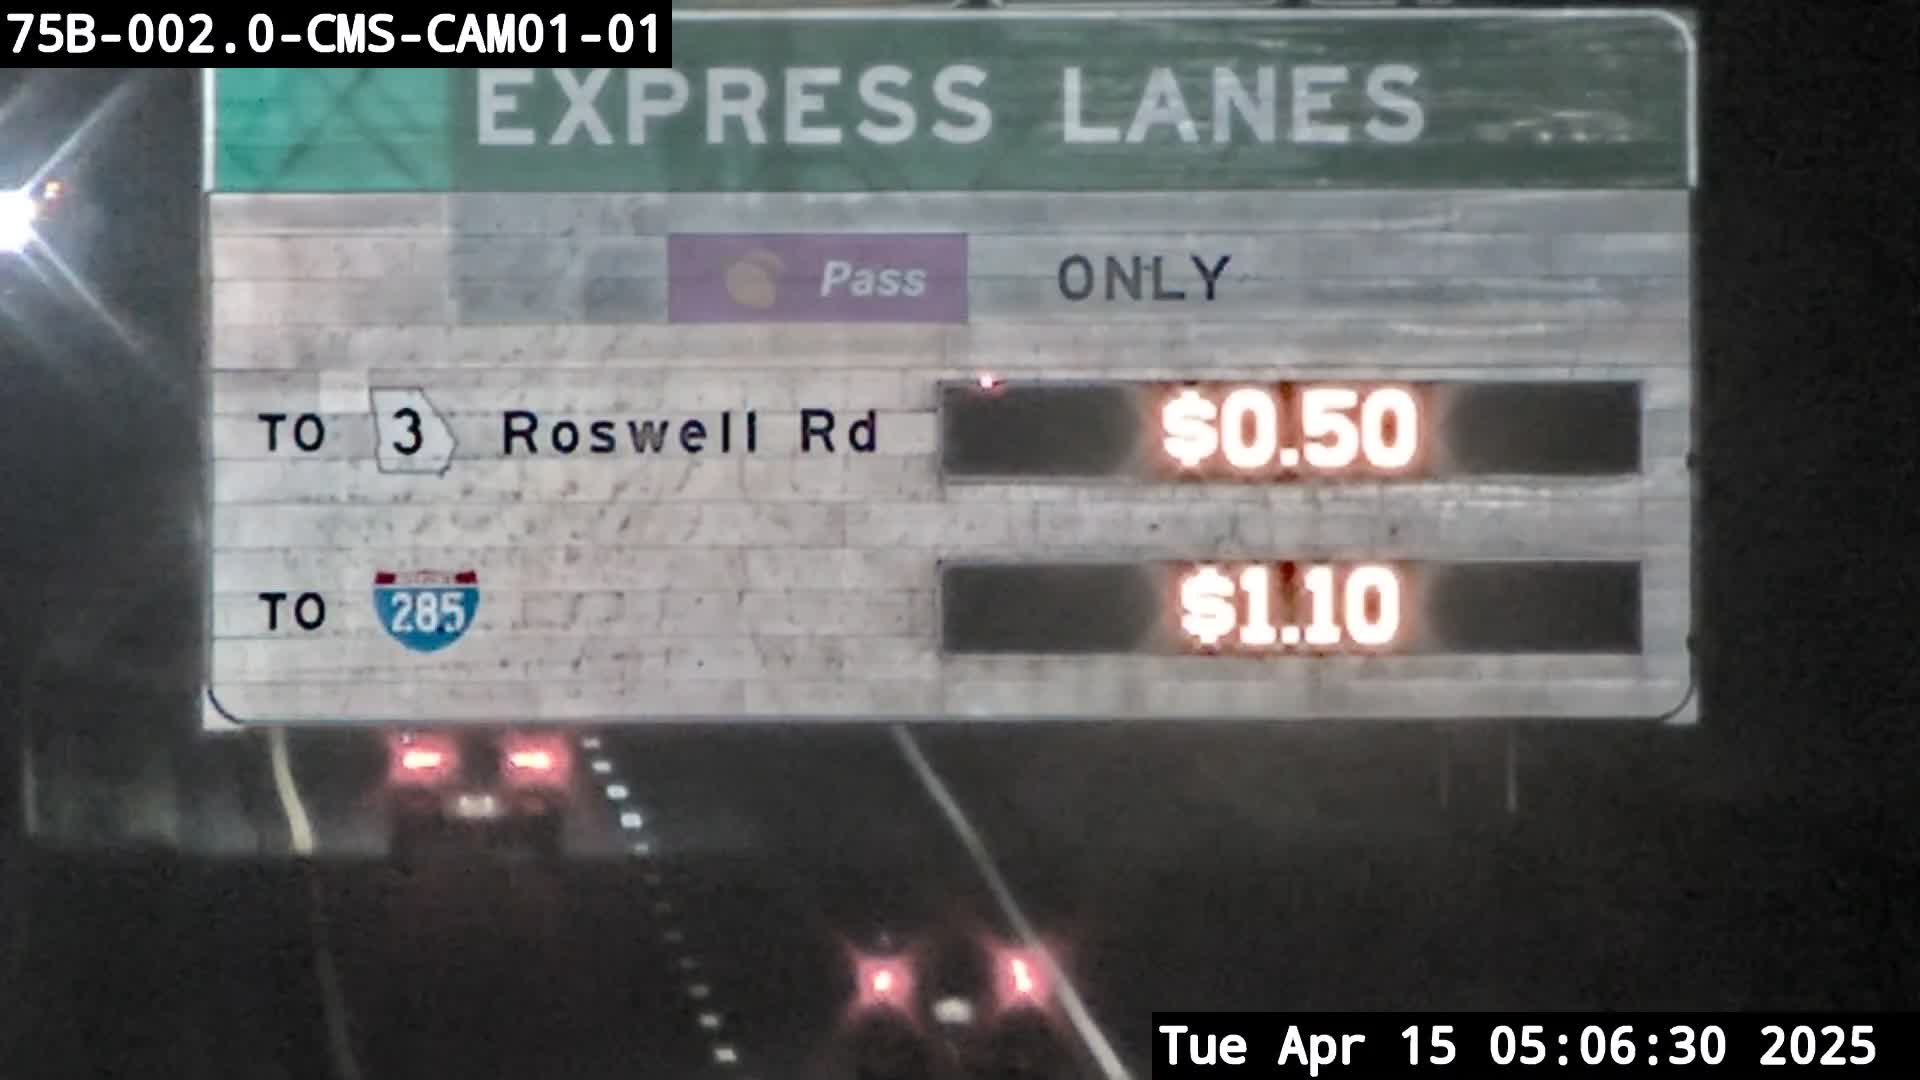 75B-002.0-CMS-CAM01-01
EXPRESS LANES
Pass ONLY
TO 3 Roswell Rd $0.50
TO 285 $1.10
Tue Apr 15 05:06:30 2025